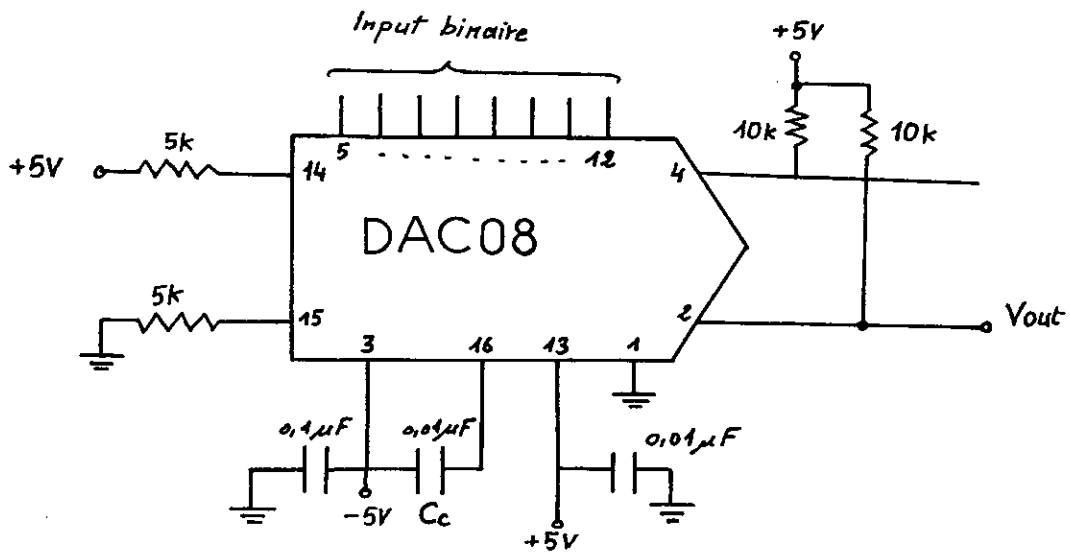 Input binaire
+5V
5k
+5V
5
- - - - - - -
12
14
4
10k
10k
DAC08
5k
15
2
Vout
3
16
13
1
0,1µF
0,01µF
0,01µF
-5V
Cc
+5V